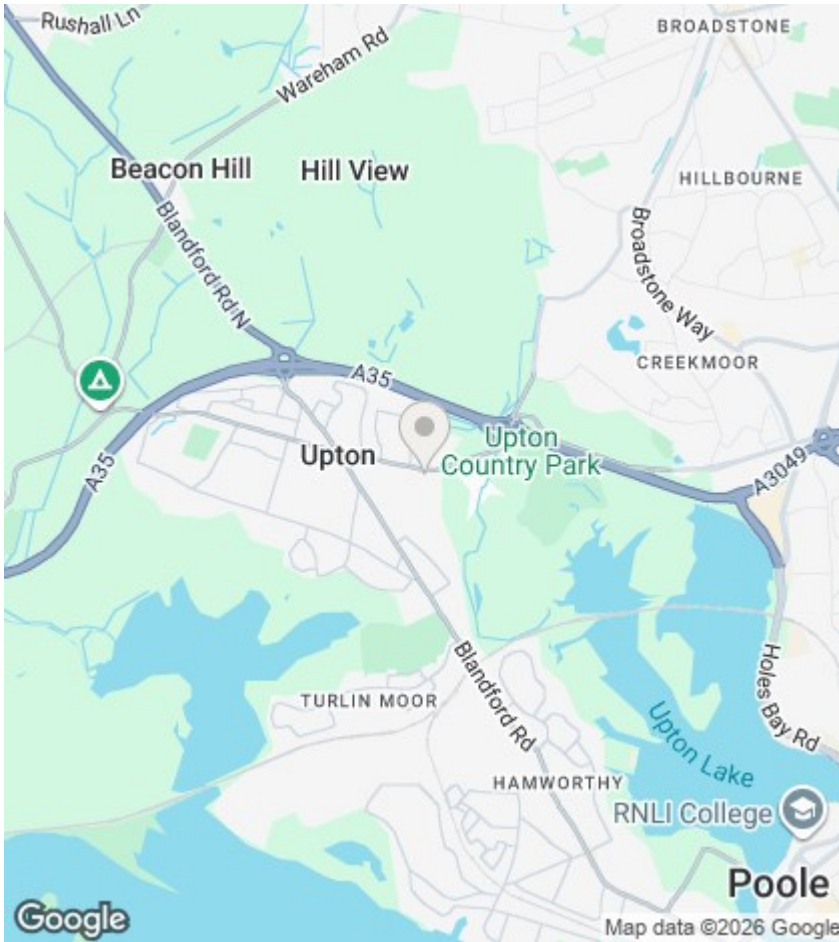 Rushall Ln
BROADSTONE
Wareham Rd
Beacon Hill
Hill View
HILLBOURNE
Blandford Rd N
Broadstone Way
CREEKMOOR
A35
Upton
Upton
Country Park
A3049
A35
Blandford Rd
Holes Bay Rd
TURLIN MOOR
Upton Lake
HAMWORTHY
RNLI College
Poole
Google
Map data ©2026 Google